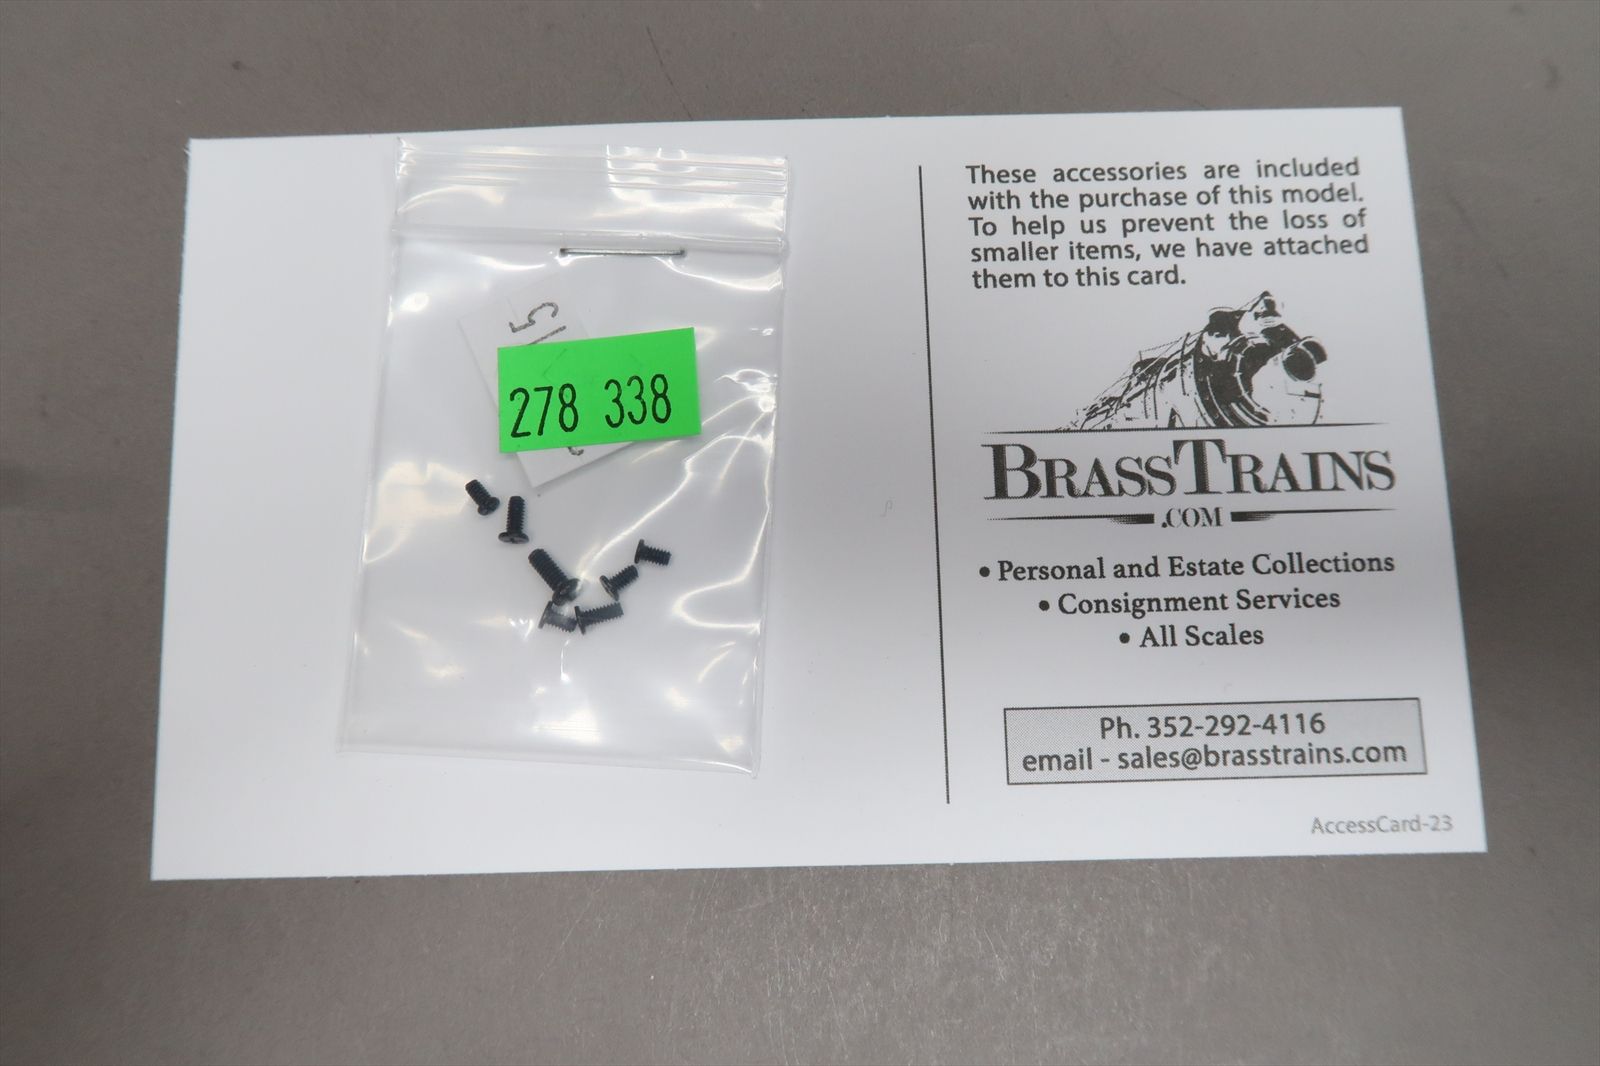 5
278 338
These accessories are included
with the purchase of this model.
To help us prevent the loss of
smaller items, we have attached
them to this card.
BRASSTRAINS
.COM
• Personal and Estate Collections
• Consignment Services
• All Scales
Ph. 352-292-4116
email - sales@brasstrains.com
AccessCard-23